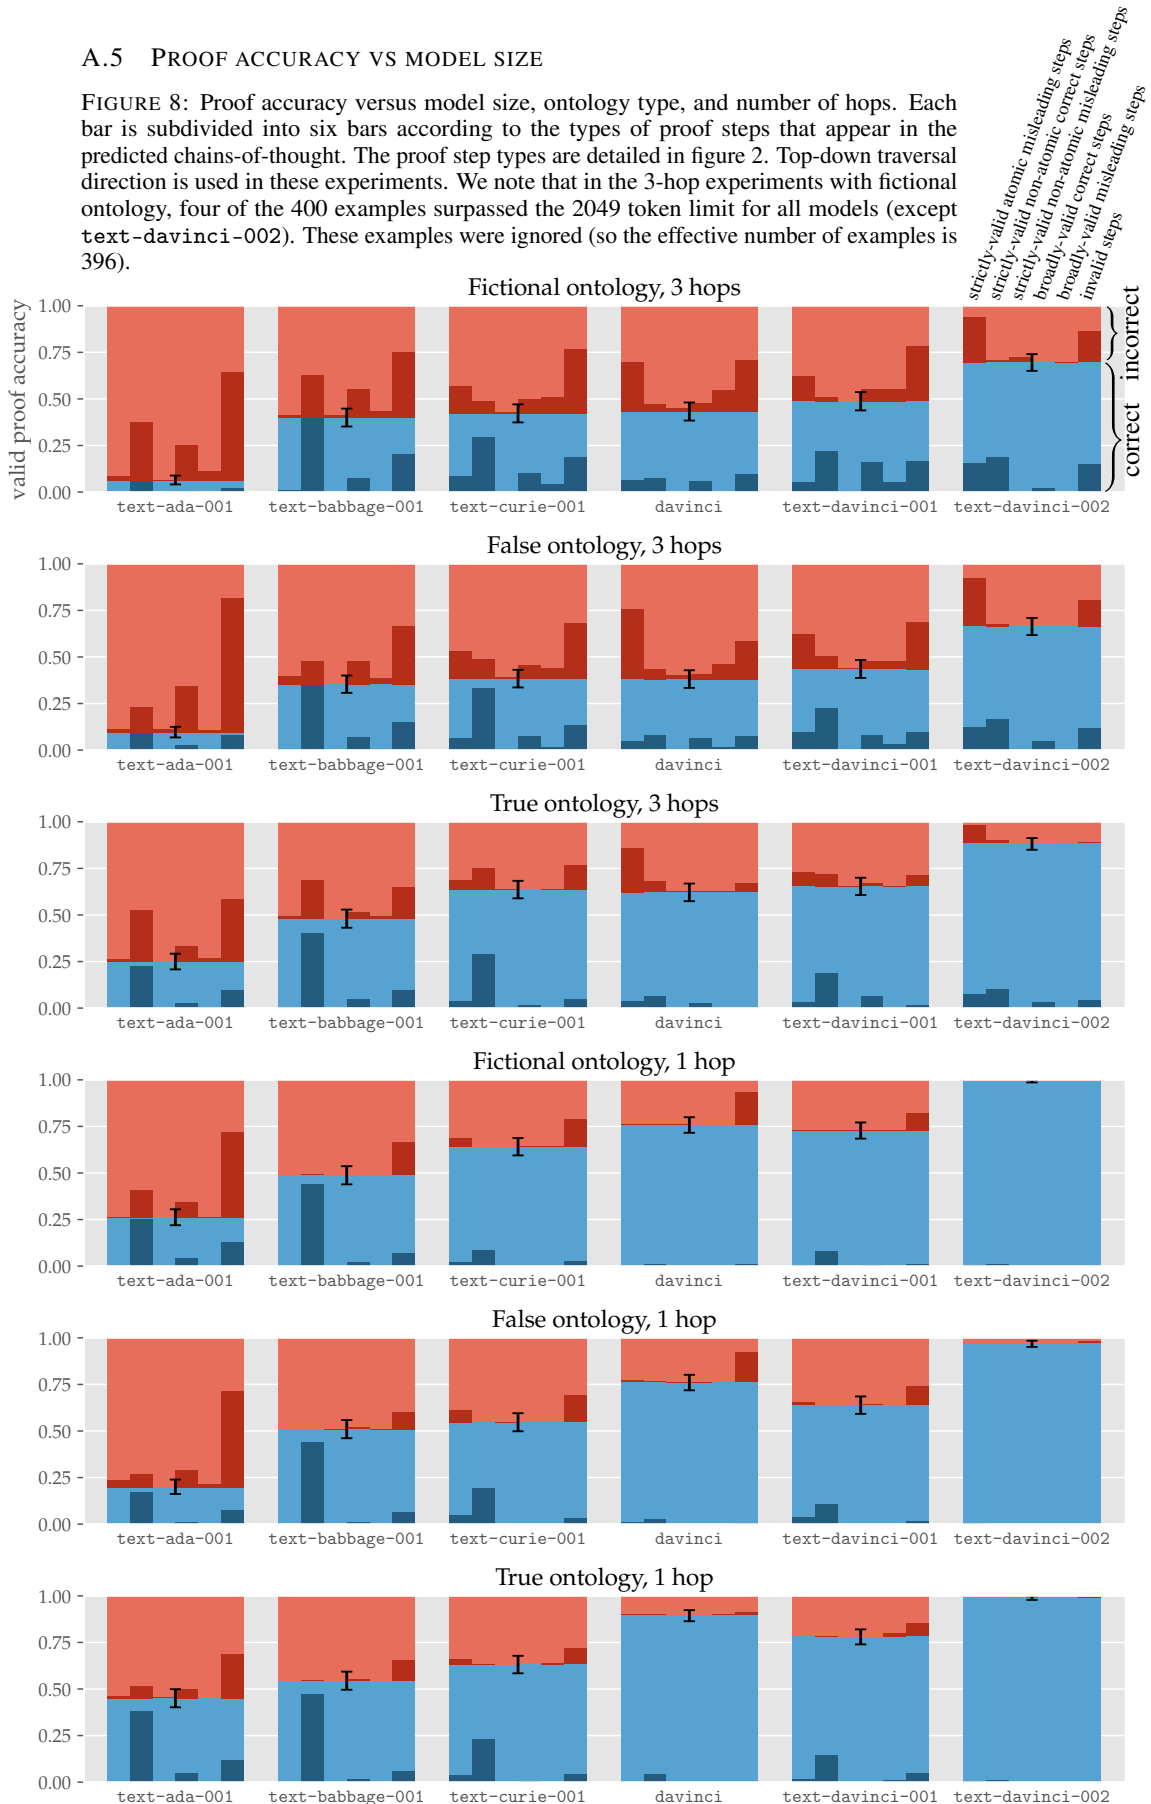 A.5 PROOF ACCURACY VS MODEL SIZE
FIGURE 8: Proof accuracy versus model size, ontology type, and number of hops. Each
bar is subdivided into six bars according to the types of proof steps that appear in the
predicted chains-of-thought. The proof step types are detailed in figure 2. Top-down traversal
direction is used in these experiments. We note that in the 3-hop experiments with fictional
ontology, four of the 400 examples surpassed the 2049 token limit for all models (except
text-davinci-002). These examples were ignored (so the effective number of examples is
396).
strictly-valid atomic misleading steps
strictly-valid non-atomic correct steps
strictly-valid non-atomic misleading steps
broadly-valid correct steps
broadly-valid misleading steps
invalid steps
Fictional ontology, 3 hops
valid proof accuracy
1.00
0.75
0.50
0.25
0.00
incorrect
correct
text-ada-001 text-babbage-001 text-curie-001 davinci text-davinci-001 text-davinci-002
False ontology, 3 hops
1.00
0.75
0.50
0.25
0.00
text-ada-001 text-babbage-001 text-curie-001 davinci text-davinci-001 text-davinci-002
True ontology, 3 hops
1.00
0.75
0.50
0.25
0.00
text-ada-001 text-babbage-001 text-curie-001 davinci text-davinci-001 text-davinci-002
Fictional ontology, 1 hop
1.00
0.75
0.50
0.25
0.00
text-ada-001 text-babbage-001 text-curie-001 davinci text-davinci-001 text-davinci-002
False ontology, 1 hop
1.00
0.75
0.50
0.25
0.00
text-ada-001 text-babbage-001 text-curie-001 davinci text-davinci-001 text-davinci-002
True ontology, 1 hop
1.00
0.75
0.50
0.25
0.00
text-ada-001 text-babbage-001 text-curie-001 davinci text-davinci-001 text-davinci-002